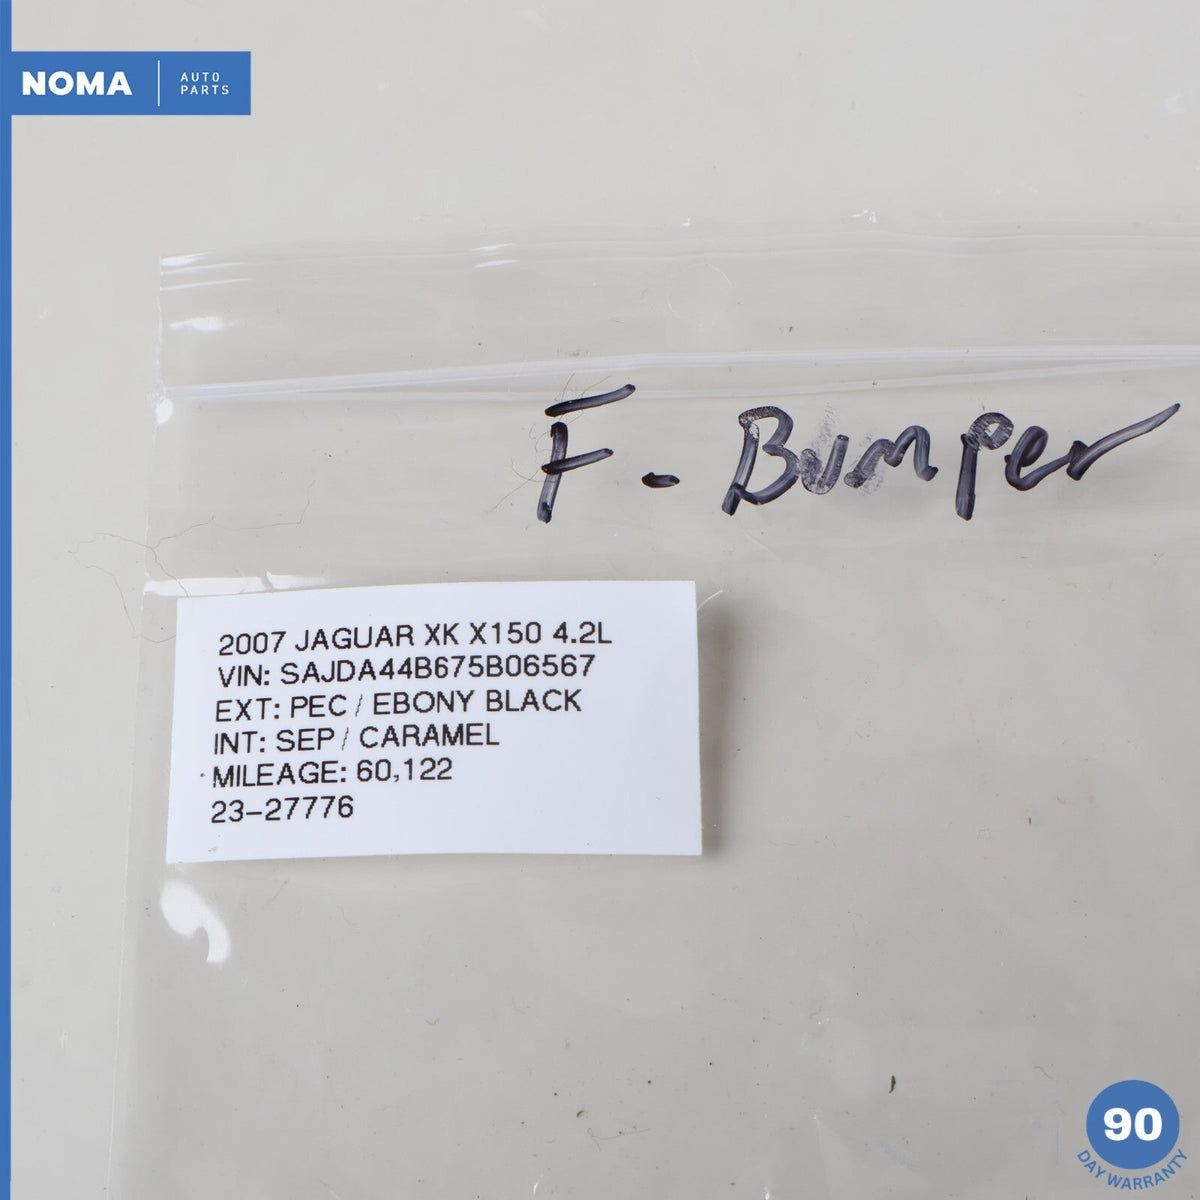 NOMA
AUTO
PARTS
F. Bumper
2007 JAGUAR XK X150 4.2L
VIN: SAJDA44B675B06567
EXT: PEC / EBONY BLACK
INT: SEP / CARAMEL
MILEAGE: 60,122
23-27776
90
DAY WARRANTY